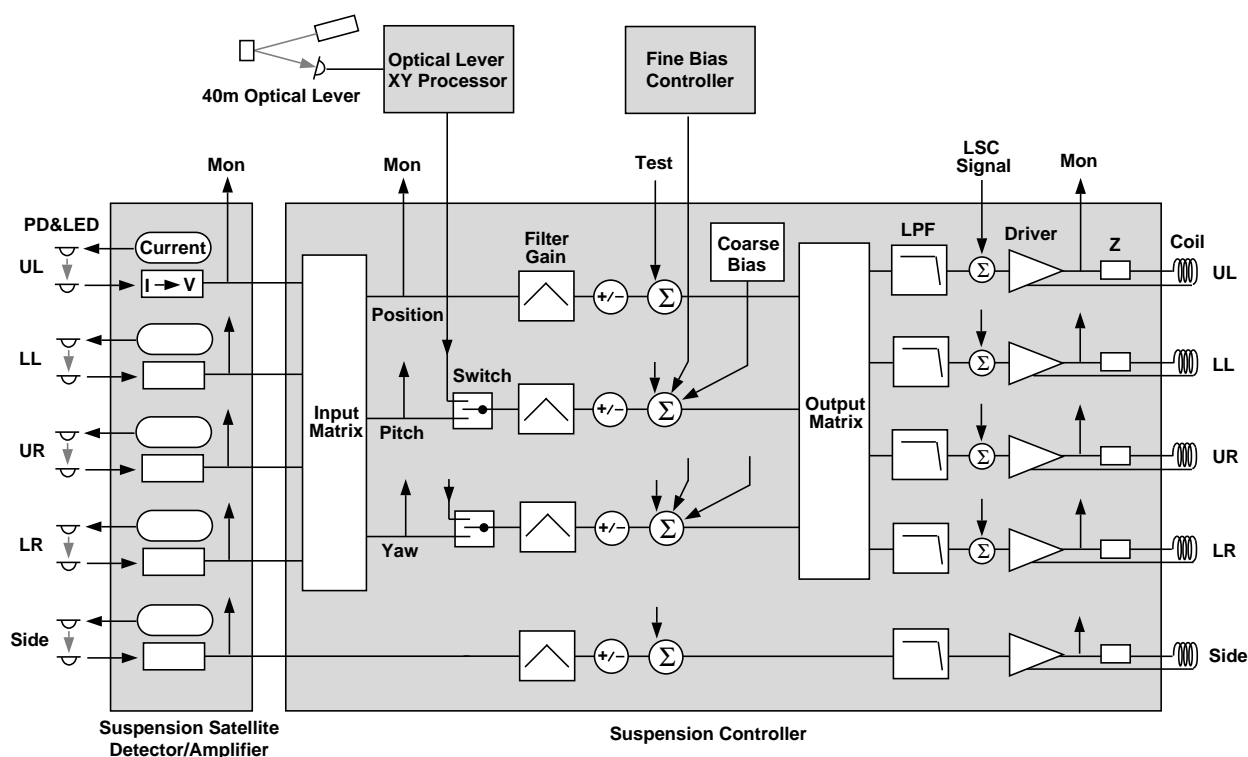 Optical Lever
XY Processor
Fine Bias
Controller
40m Optical Lever
Mon
Mon
Test
LSC
Signal
Mon
PD&LED
Current
UL
I → V
Filter
Gain
+/−
Σ
Coarse
Bias
LPF
Σ
Driver
Z
Coil
UL
Position
LL
Switch
+/−
Σ
Σ
LL
Input
Matrix
Pitch
Output
Matrix
UR
Σ
UR
LR
Yaw
+/−
Σ
Σ
LR
Side
+/−
Σ
Side
Suspension Satellite
Detector/Amplifier
Suspension Controller